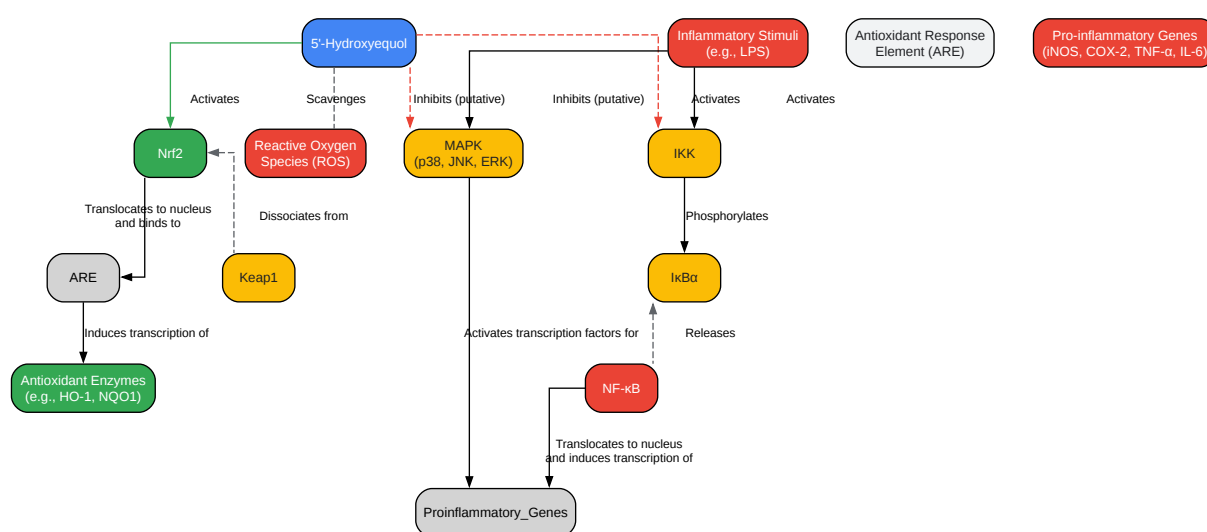 5'-Hydroxyequol
Inflammatory Stimuli
(e.g., LPS)
Antioxidant Response
Element (ARE)
Pro-inflammatory Genes
(iNOS, COX-2, TNF-α, IL-6)
Activates
Scavenges
Inhibits (putative)
Inhibits (putative)
Activates
Activates
Nrf2
Reactive Oxygen
Species (ROS)
MAPK
(p38, JNK, ERK)
IKK
Translocates to nucleus
and binds to
Dissociates from
Phosphorylates
ARE
Keap1
IκBα
Induces transcription of
Activates transcription factors for
Releases
Antioxidant Enzymes
(e.g., HO-1, NQO1)
NF-κB
Translocates to nucleus
and induces transcription of
Proinflammatory_Genes